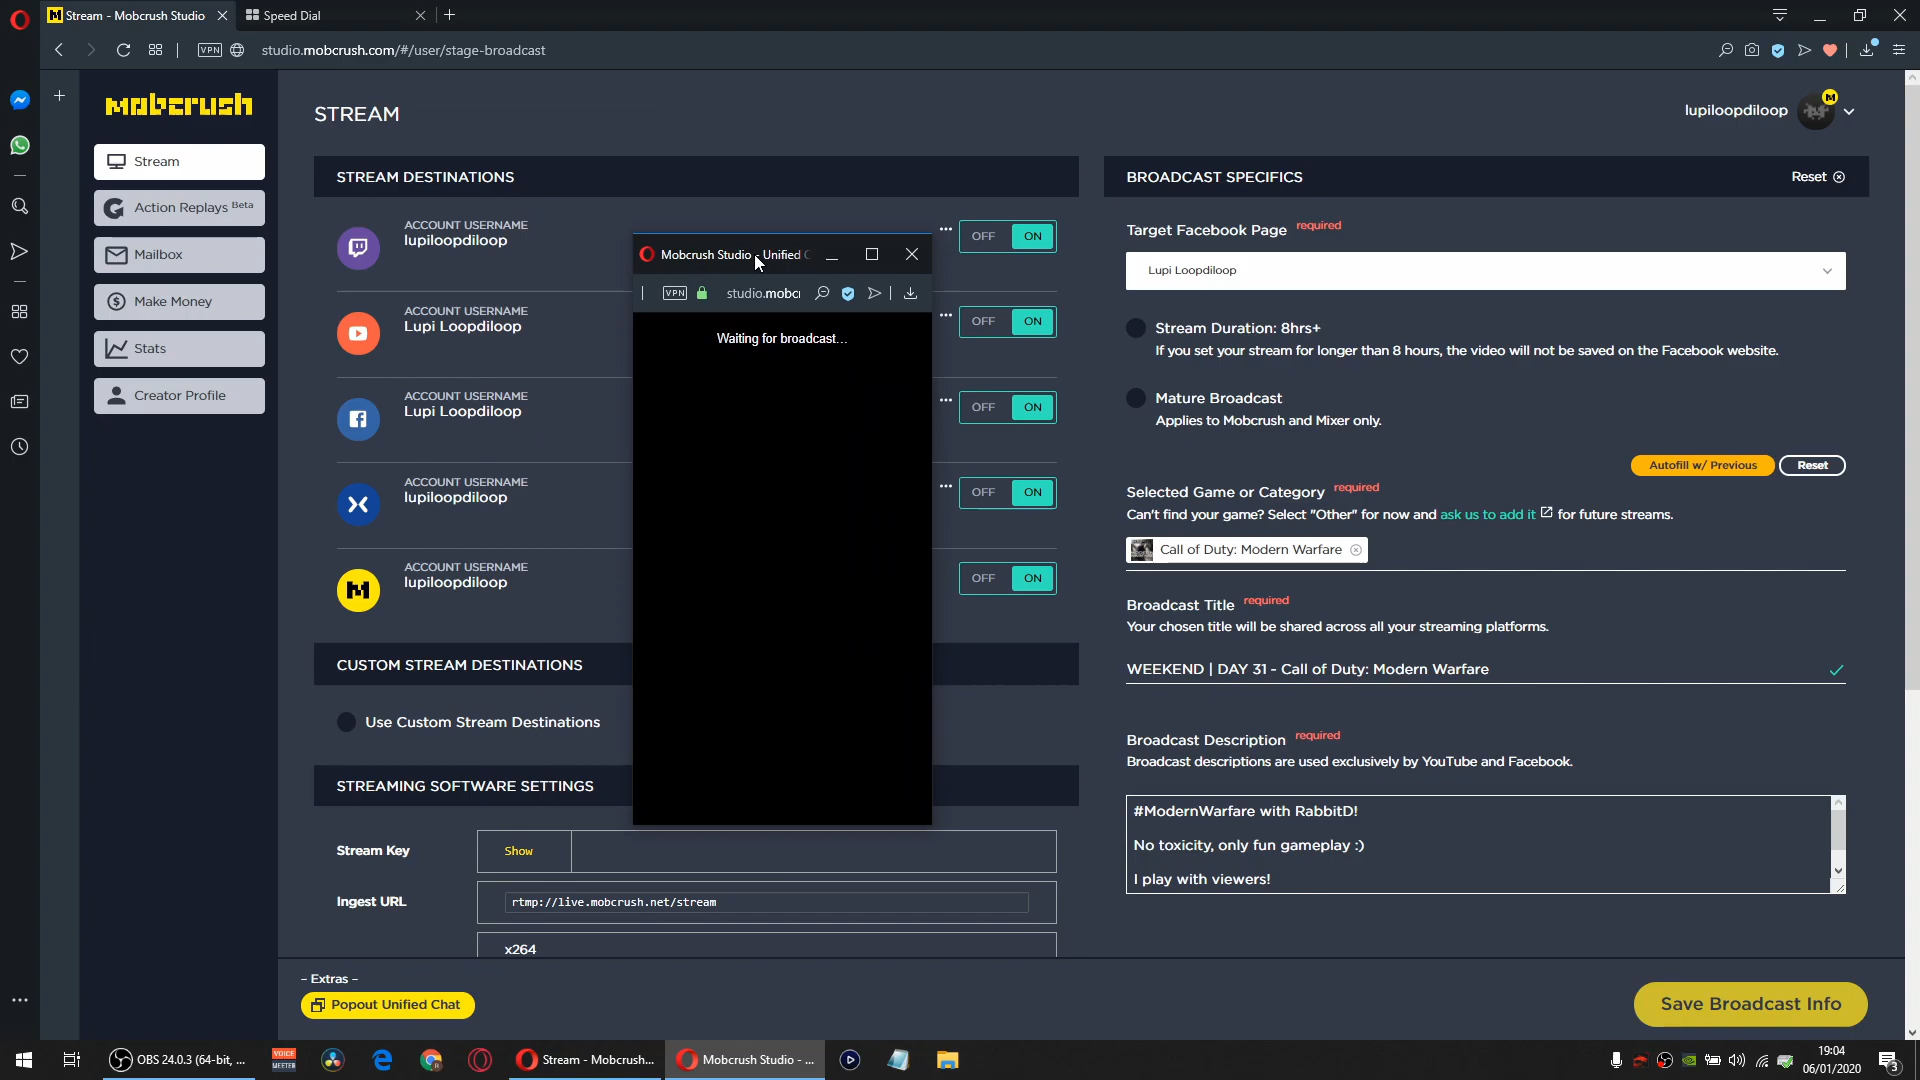 Stream - Mobcrush Studio
Speed Dial
VPN
studio.mobcrush.com/#/user/stage-broadcast
mobcrush
Stream
Action Replays Beta
Mailbox
Make Money
Stats
Creator Profile
STREAM
lupiloopdiloop
STREAM DESTINATIONS
ACCOUNT USERNAME
lupiloopdiloop
OFF
ON
ACCOUNT USERNAME
Lupi Loopdiloop
OFF
ON
ACCOUNT USERNAME
Lupi Loopdiloop
OFF
ON
ACCOUNT USERNAME
lupiloopdiloop
OFF
ON
ACCOUNT USERNAME
lupiloopdiloop
OFF
ON
Mobcrush Studio - Unified
VPN
studio.mobc
Waiting for broadcast...
CUSTOM STREAM DESTINATIONS
Use Custom Stream Destinations
STREAMING SOFTWARE SETTINGS
Stream Key
Show
Ingest URL
rtmp://live.mobcrush.net/stream
x264
BROADCAST SPECIFICS
Reset
Target Facebook Page required
Lupi Loopdiloop
Stream Duration: 8hrs+
If you set your stream for longer than 8 hours, the video will not be saved on the Facebook website.
Mature Broadcast
Applies to Mobcrush and Mixer only.
Autofill w/ Previous
Reset
Selected Game or Category required
Can't find your game? Select "Other" for now and ask us to add it for future streams.
Call of Duty: Modern Warfare
Broadcast Title required
Your chosen title will be shared across all your streaming platforms.
WEEKEND | DAY 31 - Call of Duty: Modern Warfare
Broadcast Description required
Broadcast descriptions are used exclusively by YouTube and Facebook.
#ModernWarfare with RabbitD!
No toxicity, only fun gameplay :)
I play with viewers!
- Extras -
Popout Unified Chat
Save Broadcast Info
OBS 24.0.3 (64-bit, ...
VOICE
MEETER
Stream - Mobcrush...
Mobcrush Studio - ...
19:04
06/01/2020
3